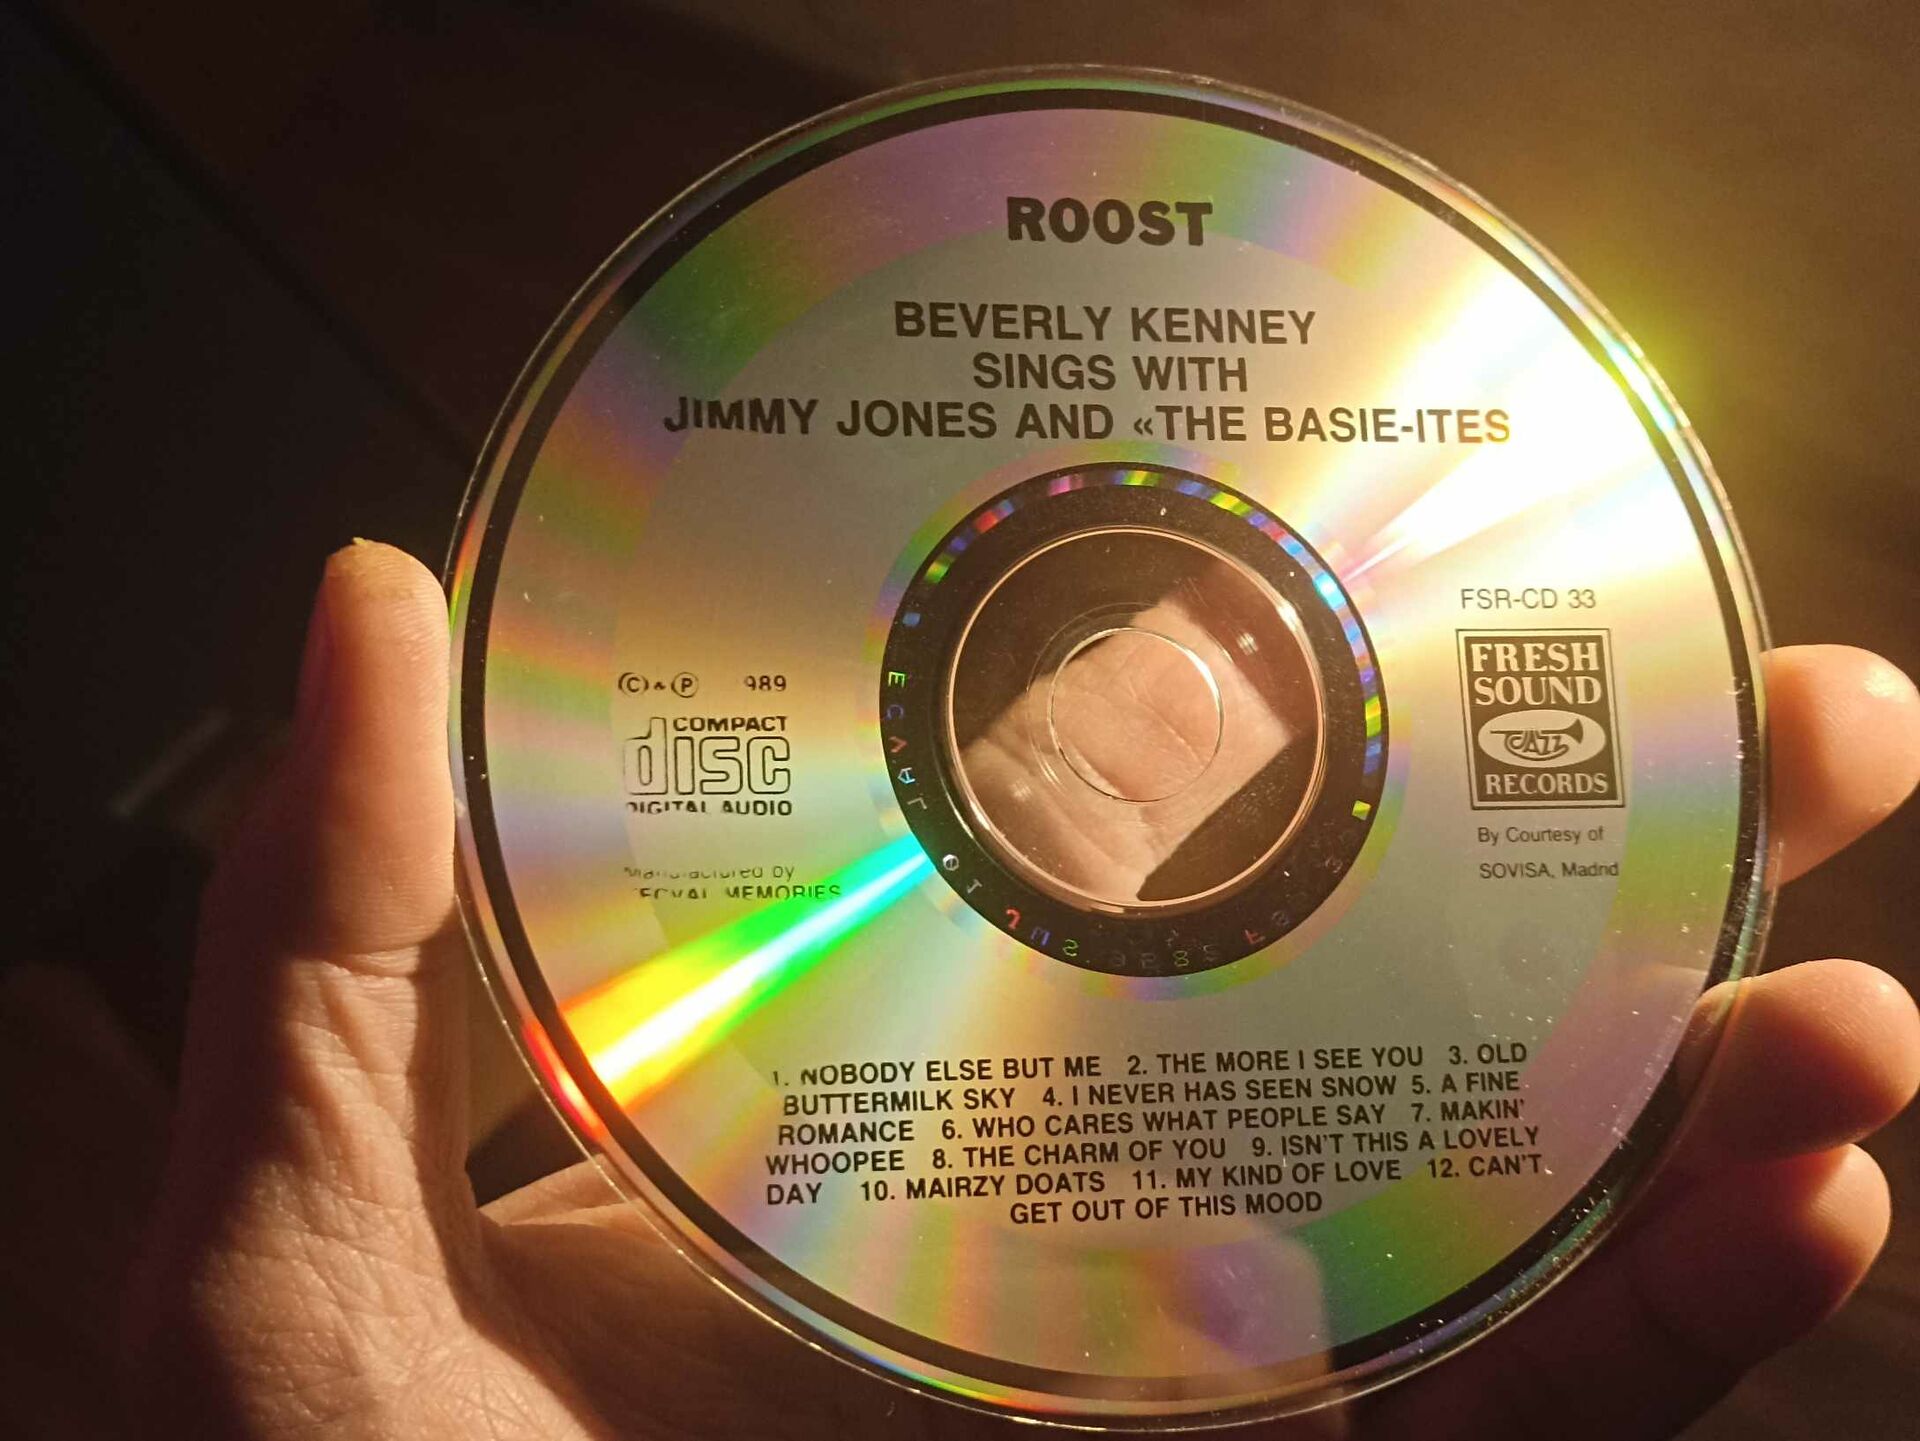 ROOST
BEVERLY KENNEY
SINGS WITH
JIMMY JONES AND «THE BASIE-ITES
FSR-CD 33
FRESH
SOUND
JAZZ
RECORDS
By Courtesy of
SOVISA, Madrid
Ⓒ & Ⓟ 989
COMPACT
disc
DIGITAL AUDIO
Manufactured by
MEMORIES
1. NOBODY ELSE BUT ME 2. THE MORE I SEE YOU 3. OLD
BUTTERMILK SKY 4. I NEVER HAS SEEN SNOW 5. A FINE
ROMANCE 6. WHO CARES WHAT PEOPLE SAY 7. MAKIN'
WHOOPEE 8. THE CHARM OF YOU 9. ISN'T THIS A LOVELY
DAY 10. MAIRZY DOATS 11. MY KIND OF LOVE 12. CAN'T
GET OUT OF THIS MOOD